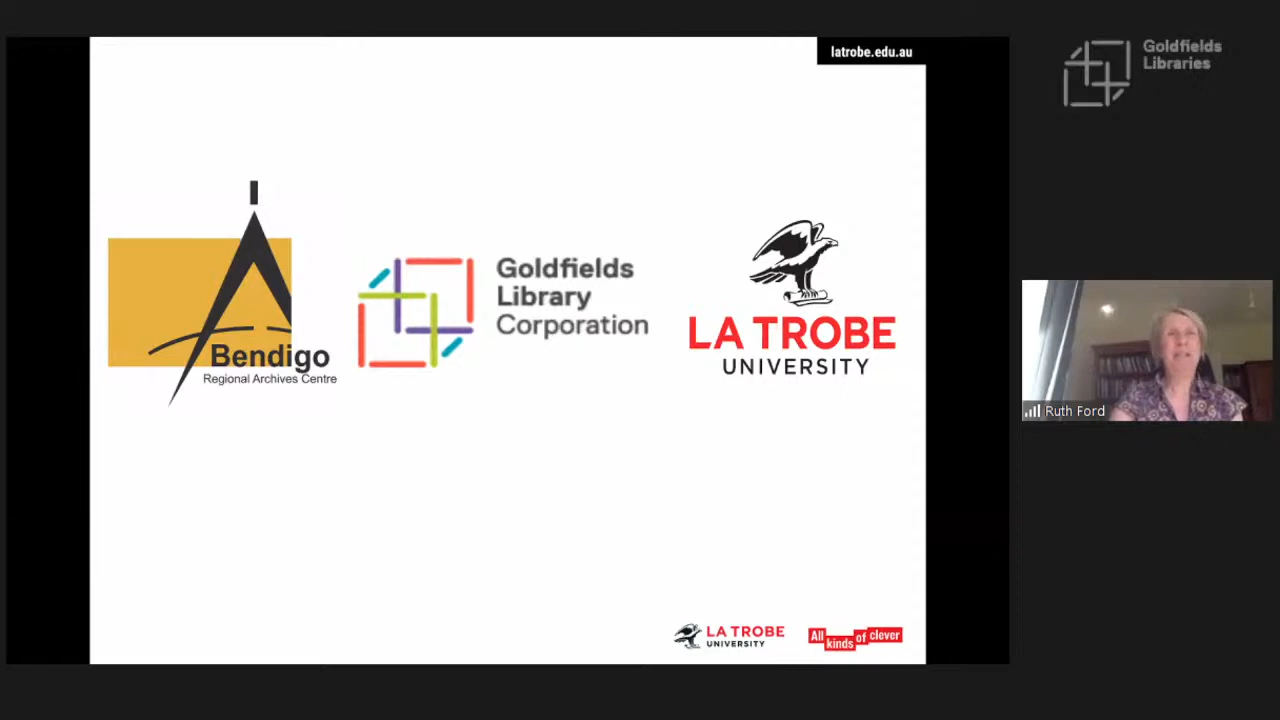 latrobe.edu.au
Goldfields
Libraries
Bendigo
Regional Archives Centre
Goldfields
Library
Corporation
LA TROBE
UNIVERSITY
Ruth Ford
LA TROBE
UNIVERSITY
All kinds of clever